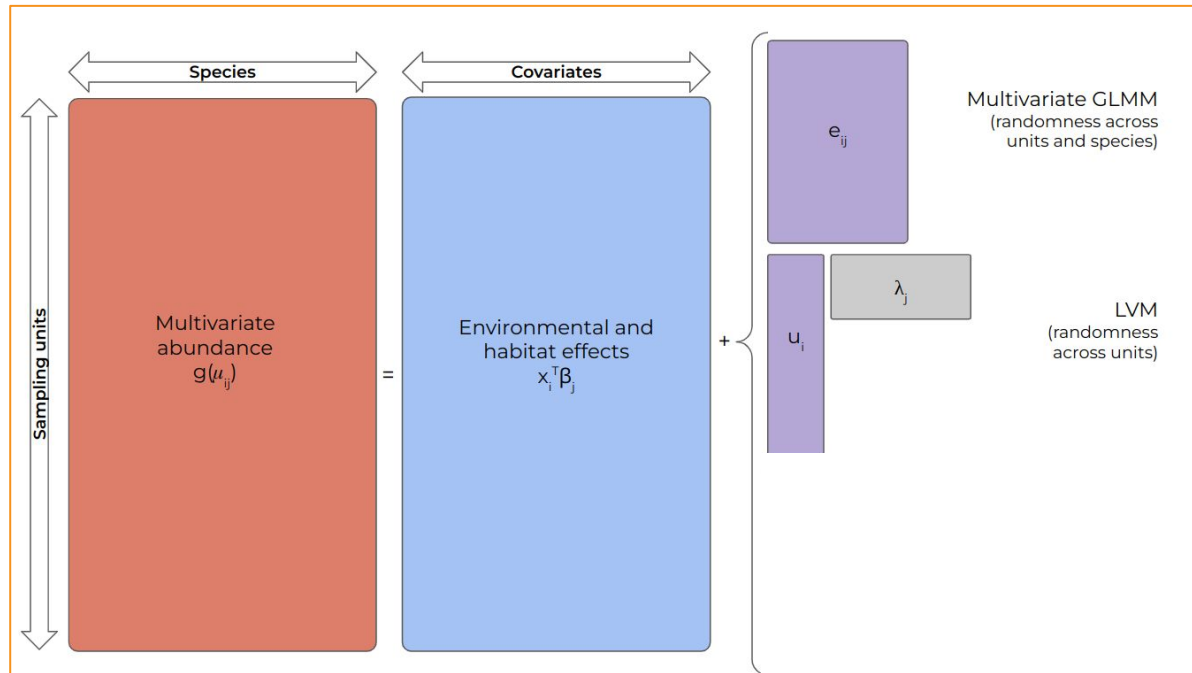 Species
Covariates
Sampling units
Multivariate
abundance
g(μᵢⱼ)
=
Environmental and
habitat effects
xᵢᵀβⱼ
+
eᵢⱼ
Multivariate GLMM
(randomness across
units and species)
uᵢ
λⱼ
LVM
(randomness
across units)